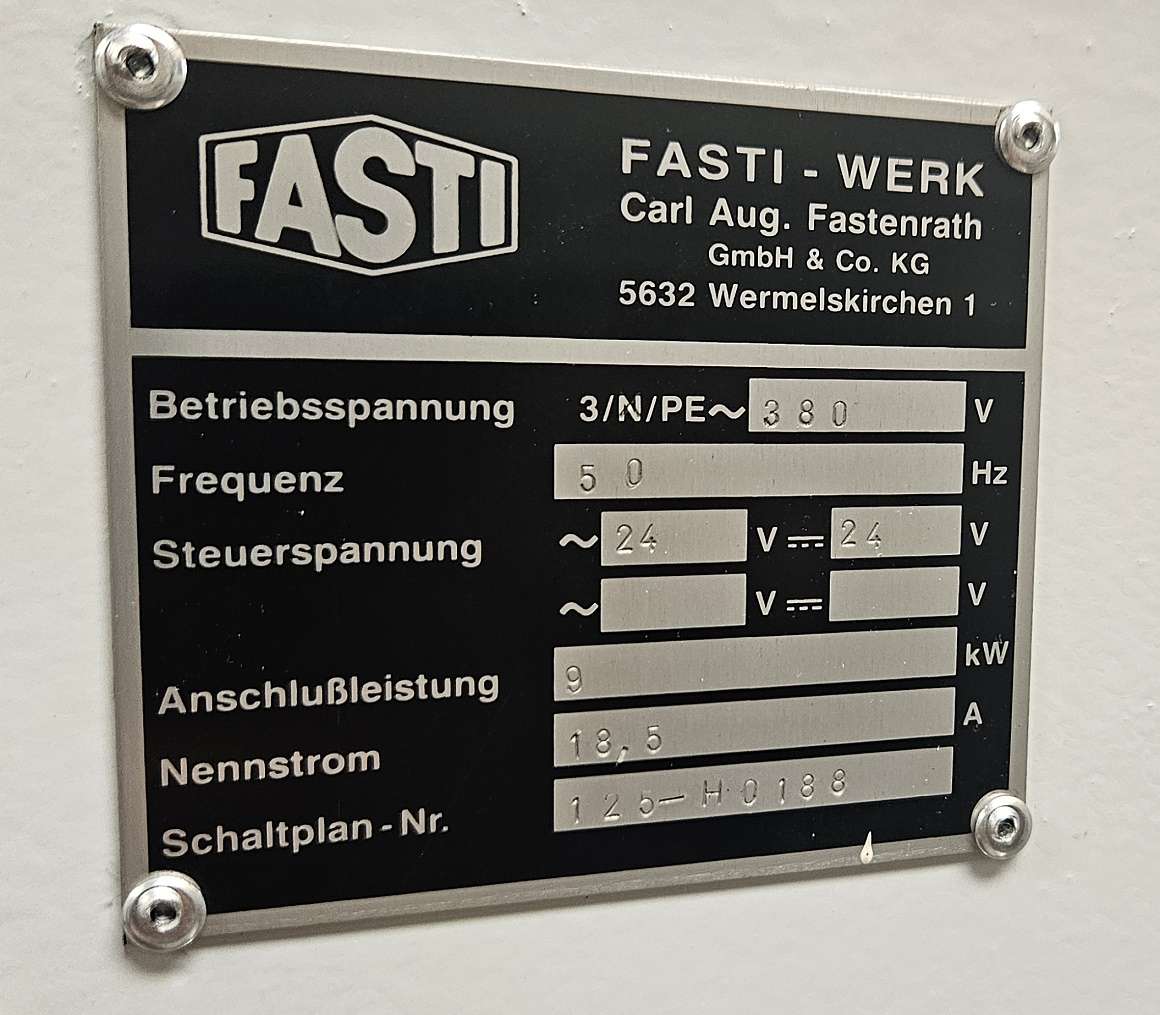 FASTI
FASTI - WERK
Carl Aug. Fastenrath
GmbH & Co. KG
5632 Wermelskirchen 1
Betriebsspannung 3/N/PE~ 380 V
Frequenz 50 Hz
Steuerspannung ~ 24 V ⎓ 24 V
~ V ⎓ V
Anschlußleistung 9 kW
Nennstrom 18,5 A
Schaltplan-Nr. 125-H0188